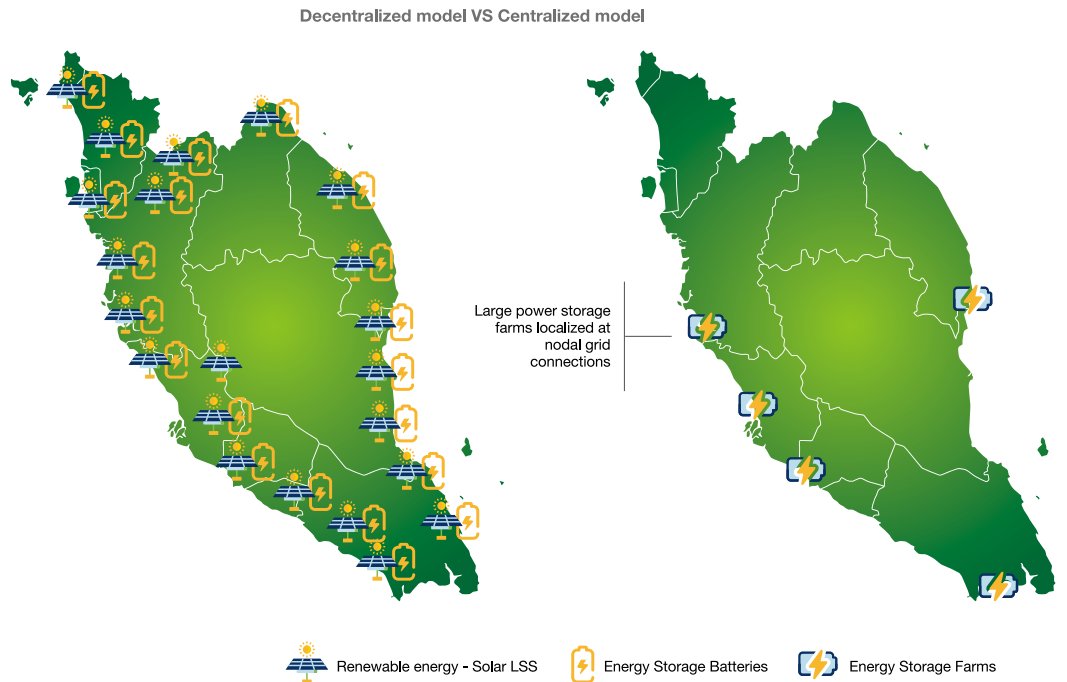 Decentralized model VS Centralized model
Large power storage
farms localized at
nodal grid
connections
Renewable energy - Solar LSS
Energy Storage Batteries
Energy Storage Farms